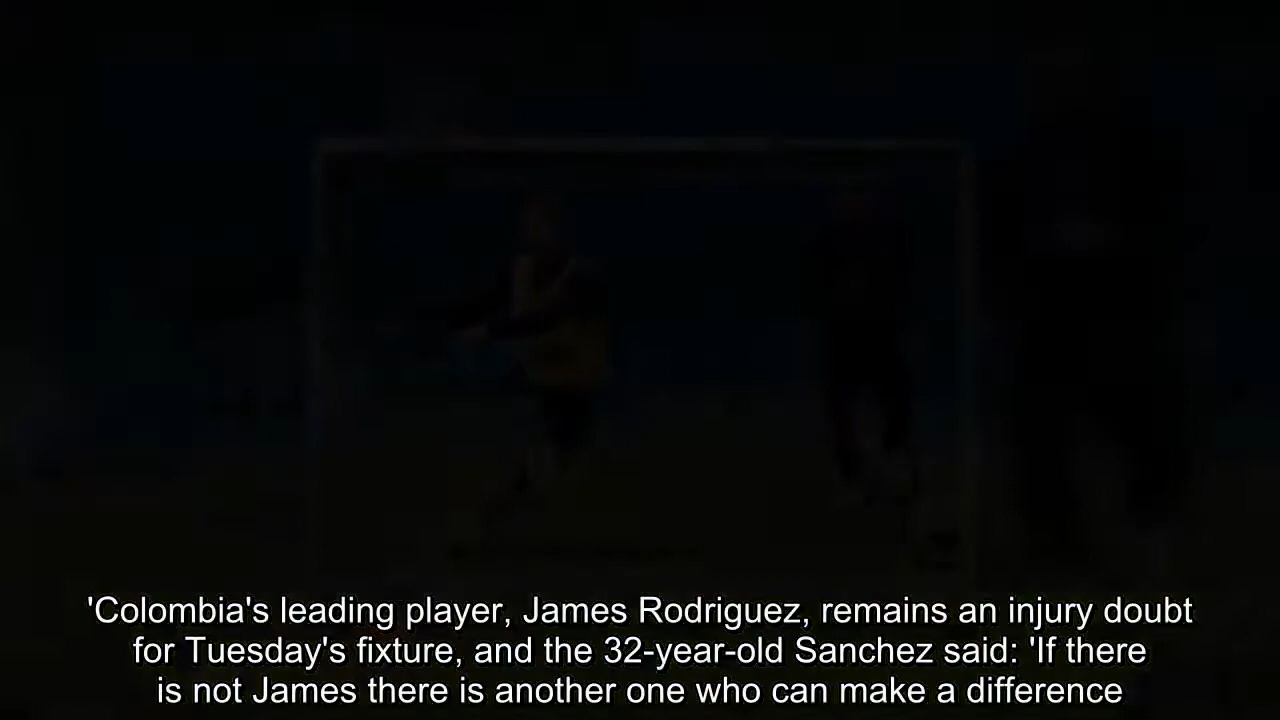 'Colombia's leading player, James Rodriguez, remains an injury doubt
for Tuesday's fixture, and the 32-year-old Sanchez said: 'If there
is not James there is another one who can make a difference